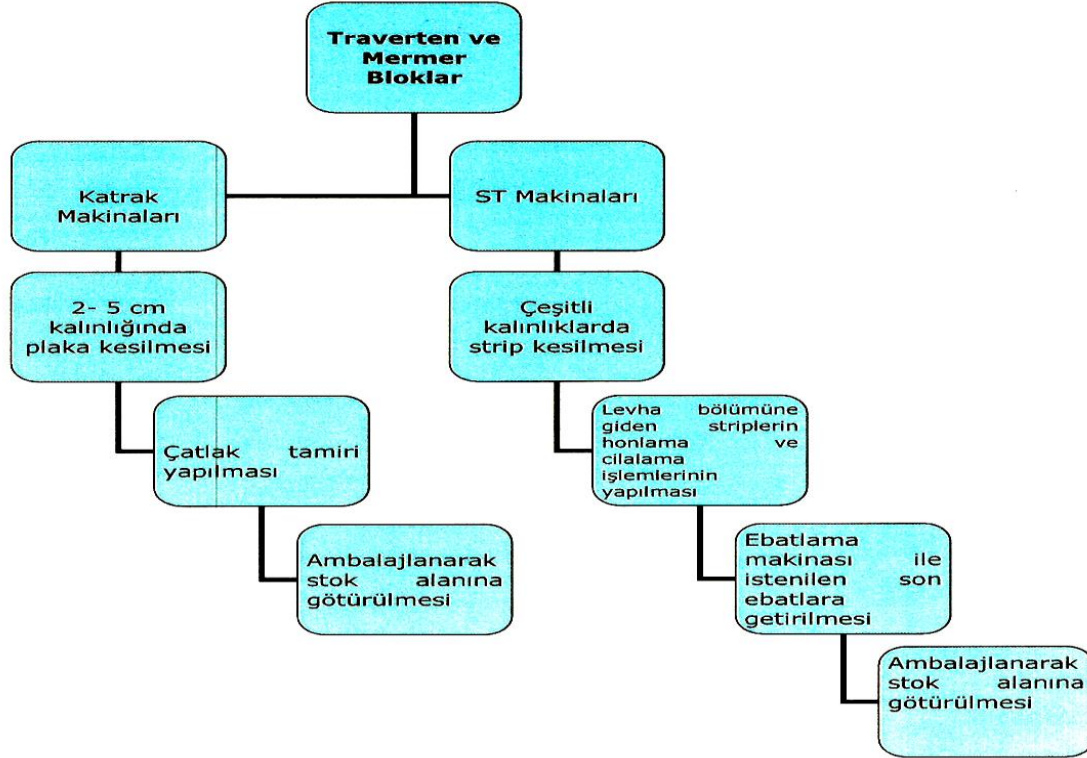 Traverten ve
Mermer
Bloklar
Katrak
Makinaları
ST Makinaları
2- 5 cm
kalınlığında
plaka kesilmesi
Çeşitli
kalınlıklarda
strip kesilmesi
Çatlak tamiri
yapılması
Levha bölümüne
giden striplerin
honlama ve
cilalama
işlemlerinin
yapılması
Ambalajlanarak
stok alanına
götürülmesi
Ebatlama
makinası ile
istenilen son
ebatlara
getirilmesi
Ambalajlanarak
stok alanına
götürülmesi